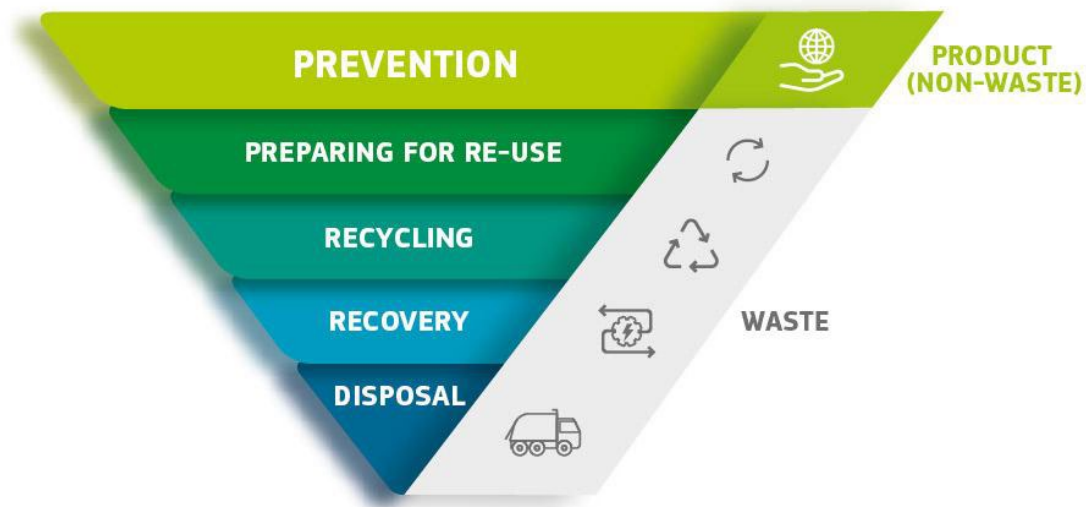 PREVENTION
PRODUCT
(NON-WASTE)
PREPARING FOR RE-USE
RECYCLING
RECOVERY
WASTE
DISPOSAL